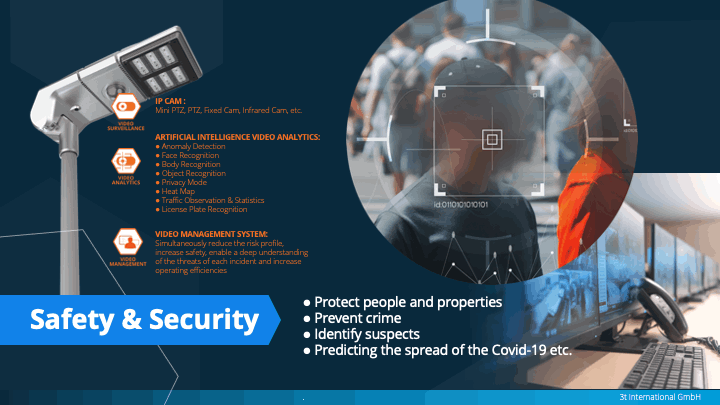 IP CAM :
Mini PTZ, PTZ, Fixed Cam, Infrared Cam, etc.
VIDEO
SURVEILLANCE
ARTIFICIAL INTELLIGENCE VIDEO ANALYTICS:
● Anomaly Detection
● Face Recognition
● Body Recognition
● Object Recognition
● Privacy Mode
● Heat Map
● Traffic Observation & Statistics
● License Plate Recognition
VIDEO
ANALYTICS
VIDEO MANAGEMENT SYSTEM:
Simultaneously reduce the risk profile,
increase safety, enable a deep understanding
of the threats of each incident and increase
operating efficiencies
VIDEO
MANAGEMENT
id:0110101010101
Safety & Security
● Protect people and properties
● Prevent crime
● Identify suspects
● Predicting the spread of the Covid-19 etc.
.
3t International GmbH